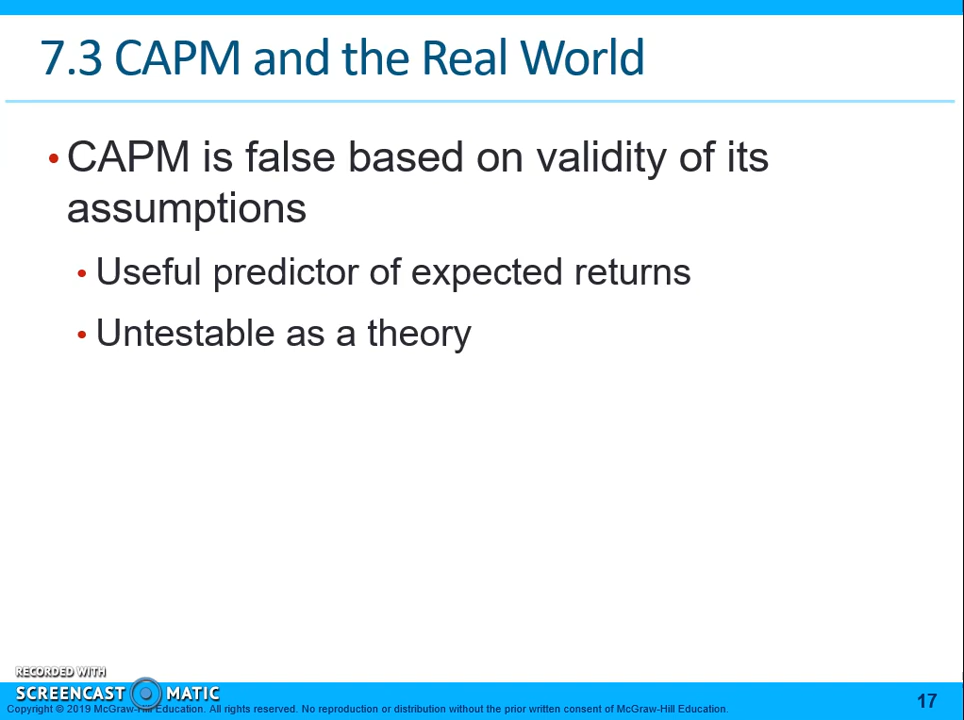 7.3 CAPM and the Real World
• CAPM is false based on validity of its
assumptions
• Useful predictor of expected returns
• Untestable as a theory
RECORDED WITH
SCREENCAST MATIC
Copyright © 2019 McGraw-Hill Education. All rights reserved. No reproduction or distribution without the prior written consent of McGraw-Hill Education.
17